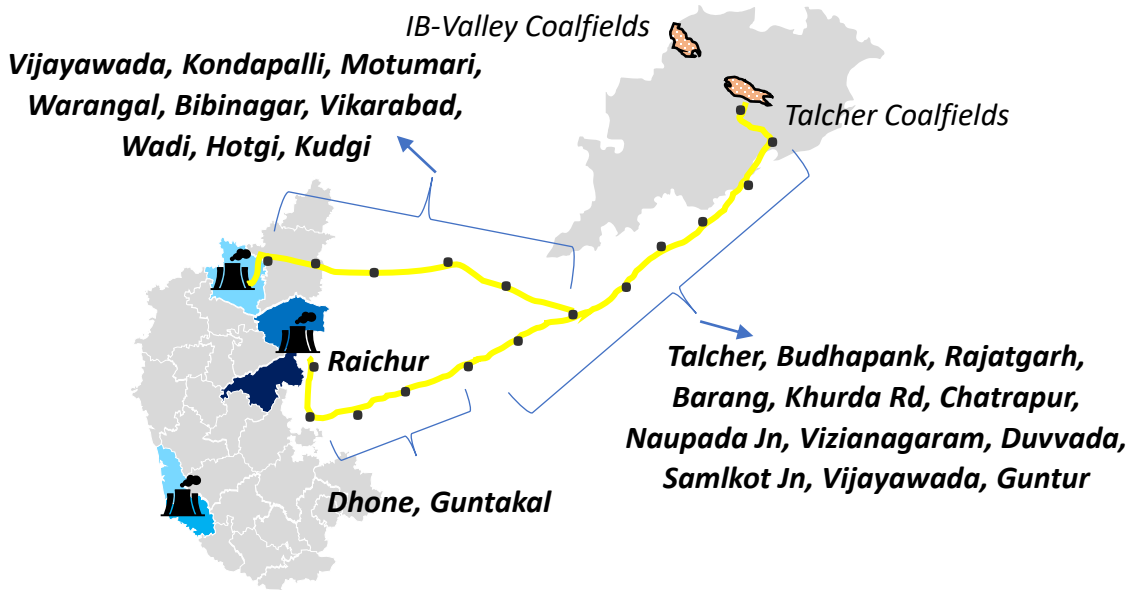 IB-Valley Coalfields
Vijayawada, Kondapalli, Motumari,
Warangal, Bibinagar, Vikarabad,
Wadi, Hotgi, Kudgi
Talcher Coalfields
Raichur
Talcher, Budhapank, Rajatgarh,
Barang, Khurda Rd, Chatrapur,
Naupada Jn, Vizianagaram, Duvvada,
Samlkot Jn, Vijayawada, Guntur
Dhone, Guntakal